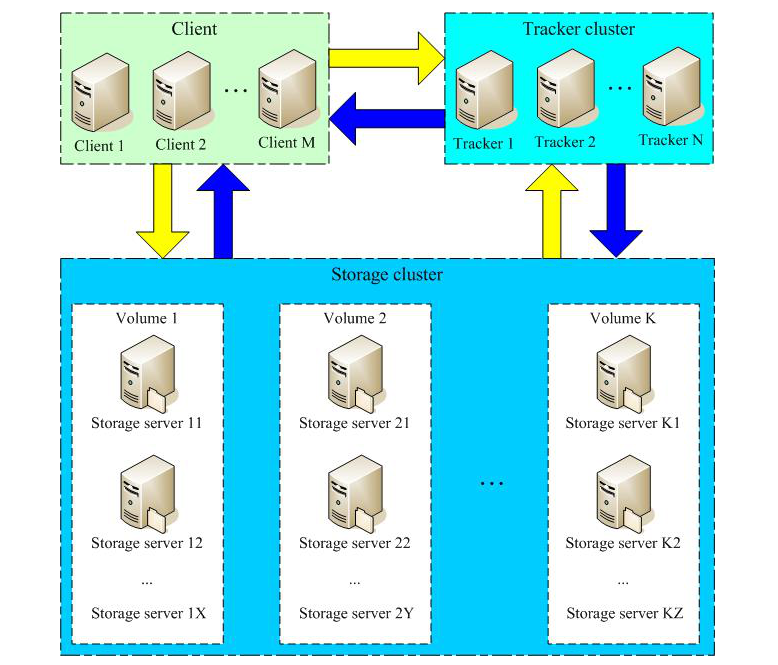 Client
Tracker cluster
...
...
Client 1
Client 2
Client M
Tracker 1
Tracker 2
Tracker N
Storage cluster
Volume 1
Volume 2
Volume K
Storage server 11
Storage server 21
Storage server K1
...
Storage server 12
Storage server 22
Storage server K2
...
...
...
Storage server 1X
Storage server 2Y
Storage server KZ